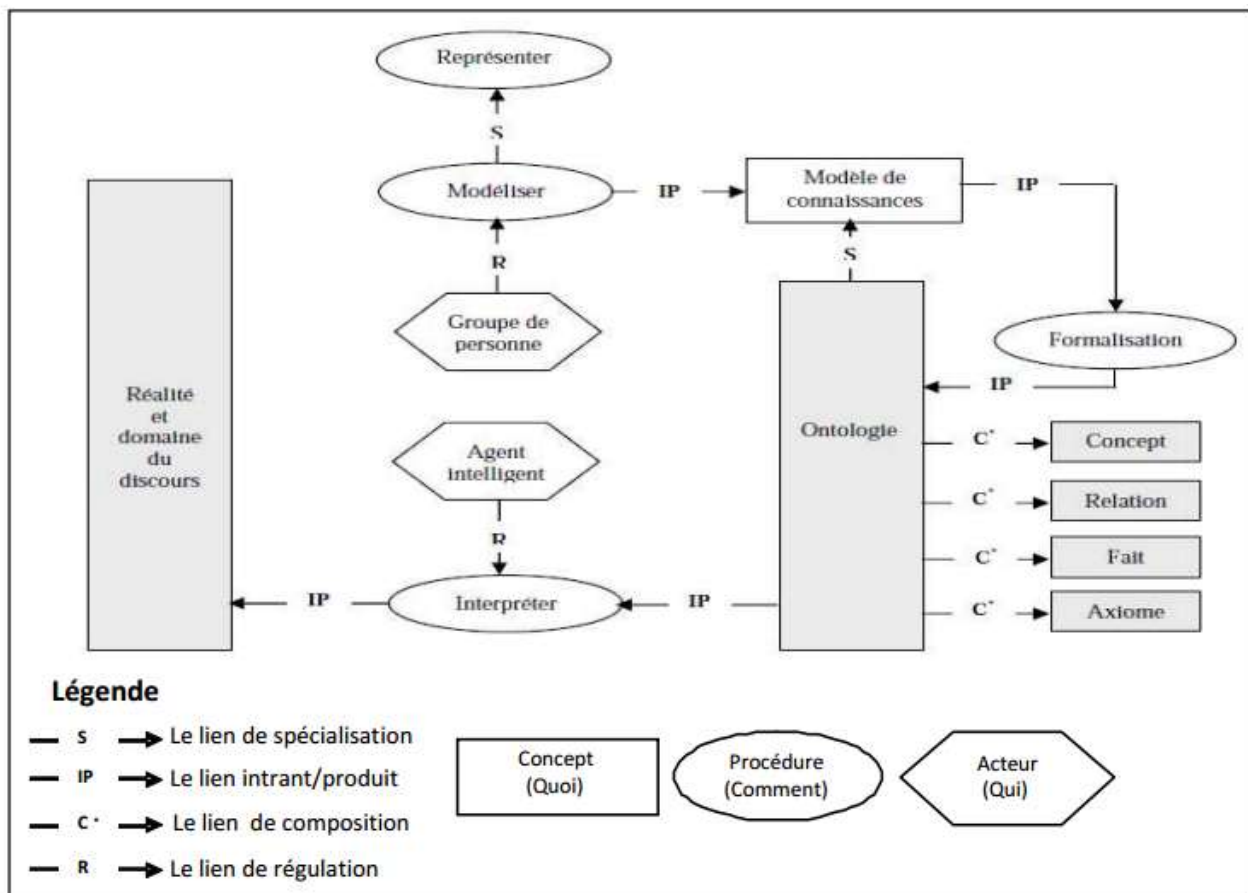 Représenter
S
Modéliser
IP
Modèle de
connaissances
IP
R
S
Groupe de
personne
Formalisation
IP
Réalité
et
domaine
du
discours
Agent
intelligent
Ontologie
C*
Concept
C*
Relation
R
C*
Fait
IP
Interpréter
IP
C*
Axiome
Légende
S Le lien de spécialisation
IP Le lien intrant/produit
C* Le lien de composition
R Le lien de régulation
Concept
(Quoi)
Procédure
(Comment)
Acteur
(Qui)